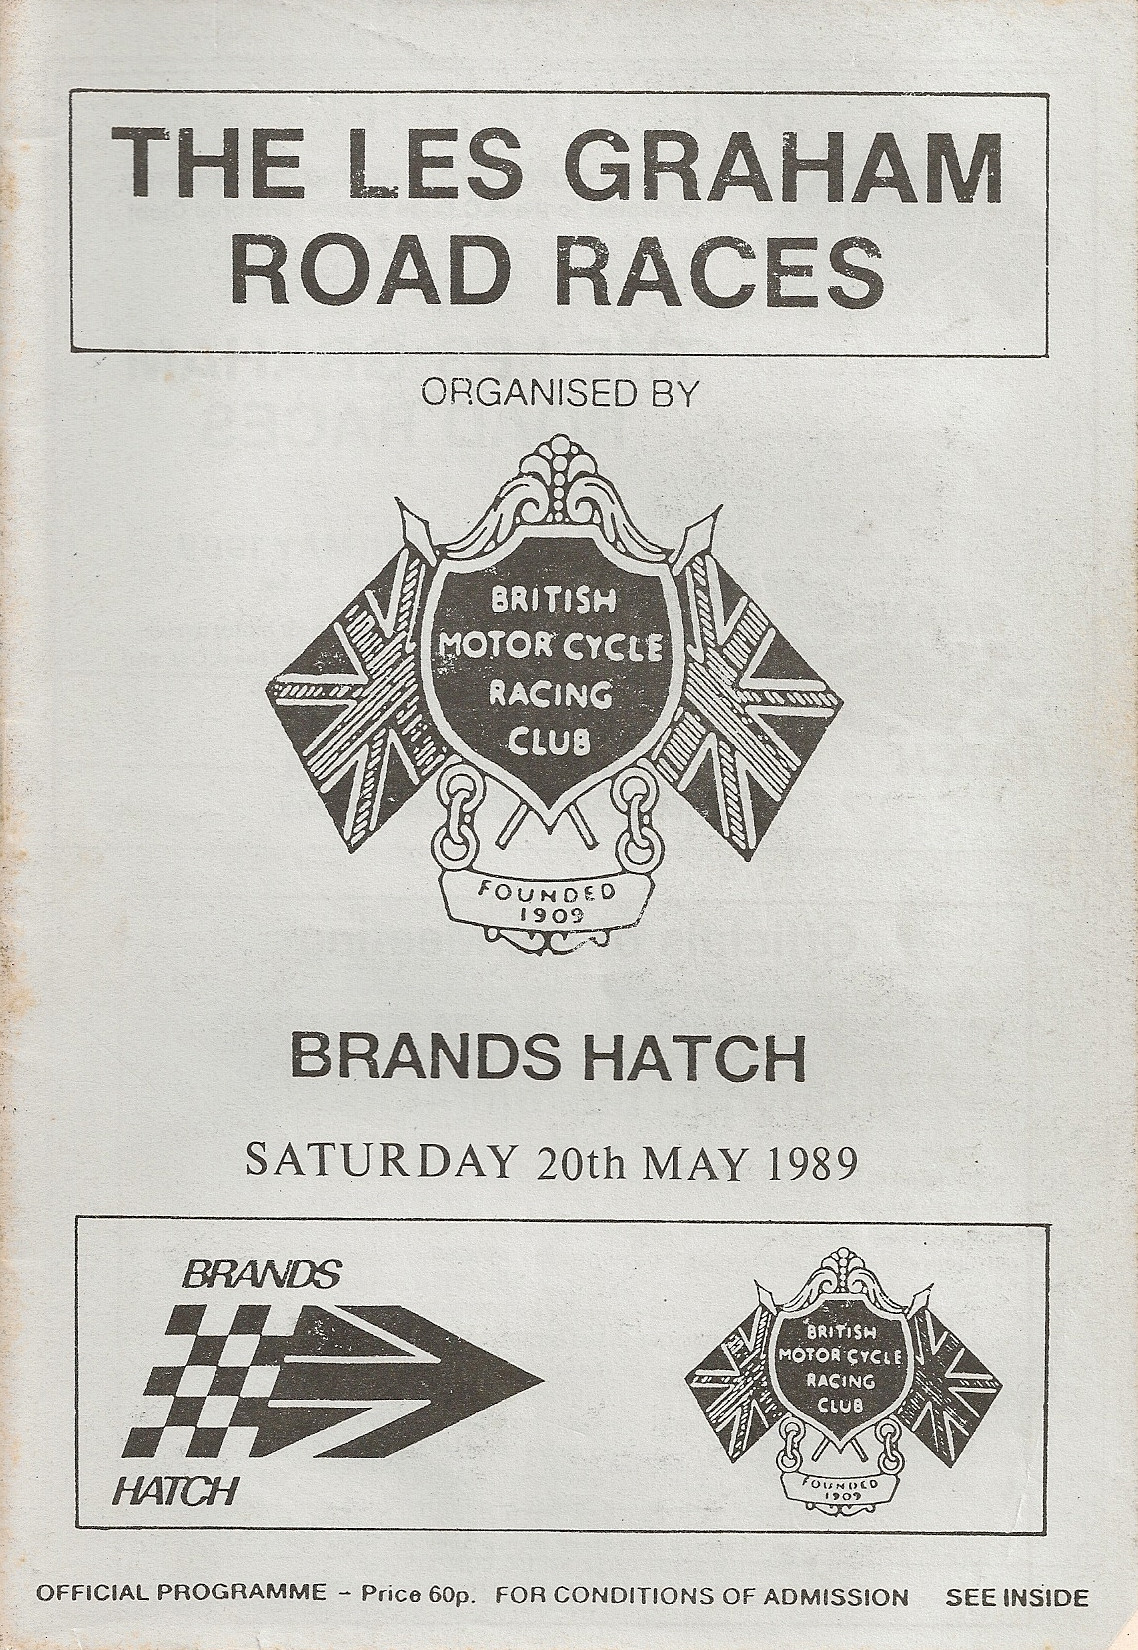 THE LES GRAHAM
ROAD RACES
ORGANISED BY
BRITISH
MOTOR CYCLE
RACING
CLUB
FOUNDED
1909
BRANDS HATCH
SATURDAY 20th MAY 1989
BRANDS
HATCH
BRITISH
MOTOR CYCLE
RACING
CLUB
FOUNDED
1909
OFFICIAL PROGRAMME - Price 60p. FOR CONDITIONS OF ADMISSION SEE INSIDE